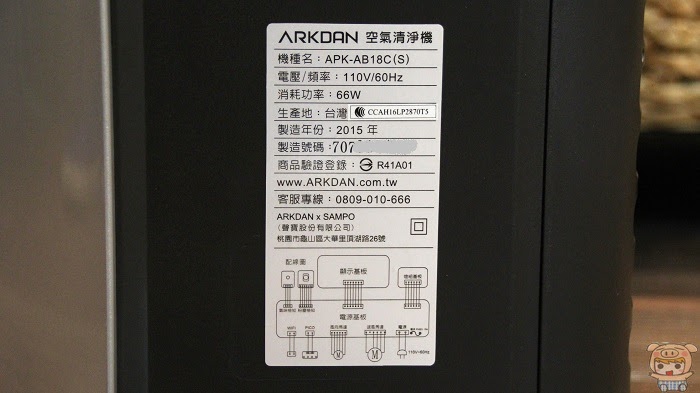 ARKDAN 空氣清淨機
機種名：APK-AB18C(S)
電壓/頻率：110V/60Hz
消耗功率：66W
生產地：台灣 CCAH16LP2870T5
製造年份：2015 年
製造號碼：707
商品驗證登錄： R41A01
www.ARKDAN.com.tw
客服專線：0809-010-666
ARKDAN x SAMPO
(聲寶股份有限公司)
桃園市龜山區大華里頂湖路26號
配線圖
顯示基板
電源基板
WIFI PICO 電源
M M 110V~60Hz